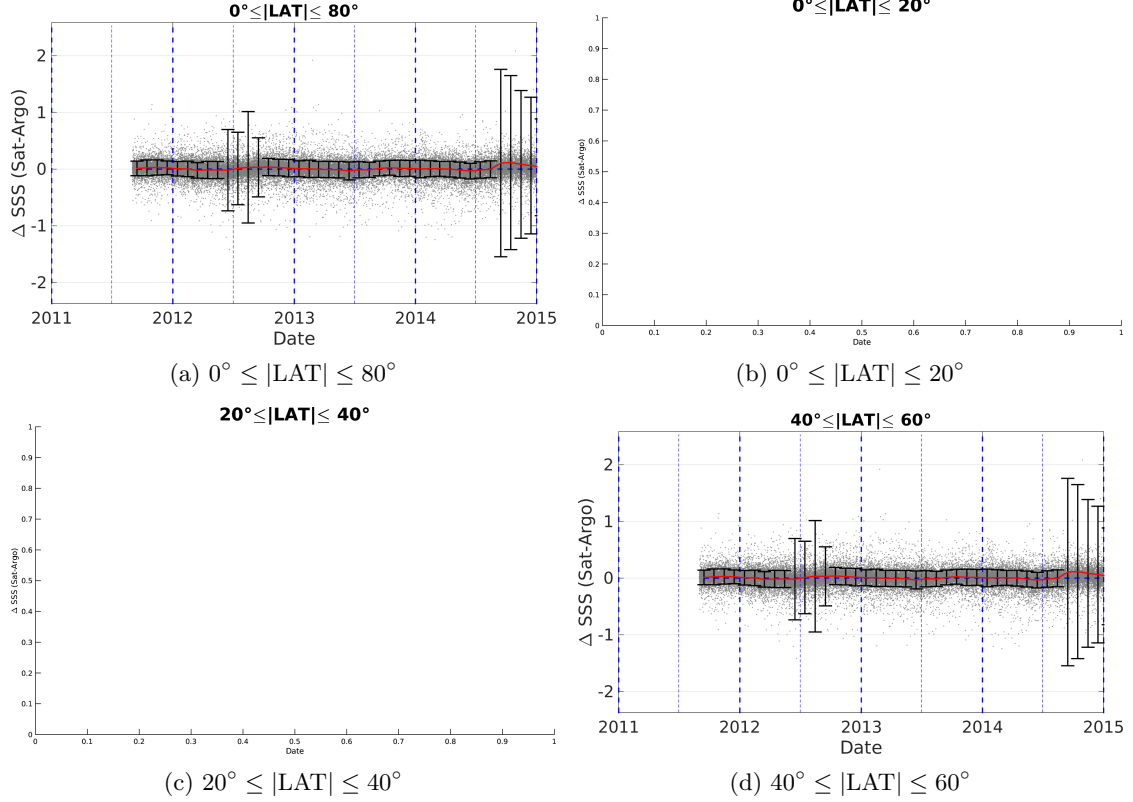 0°≤|LAT|≤ 80°
2
1
0
-1
-2
Δ SSS (Sat-Argo)
2011 2012 2013 2014 2015
Date
(a) 0° ≤ |LAT| ≤ 80°
0°≤|LAT|≤ 20°
1
0.9
0.8
0.7
0.6
0.5
0.4
0.3
0.2
0.1
0
Δ SSS (Sat-Argo)
0 0.1 0.2 0.3 0.4 0.5 0.6 0.7 0.8 0.9 1
Date
(b) 0° ≤ |LAT| ≤ 20°
20°≤|LAT|≤ 40°
1
0.9
0.8
0.7
0.6
0.5
0.4
0.3
0.2
0.1
0
Δ SSS (Sat-Argo)
0 0.1 0.2 0.3 0.4 0.5 0.6 0.7 0.8 0.9 1
Date
(c) 20° ≤ |LAT| ≤ 40°
40°≤|LAT|≤ 60°
2
1
0
-1
-2
Δ SSS (Sat-Argo)
2011 2012 2013 2014 2015
Date
(d) 40° ≤ |LAT| ≤ 60°